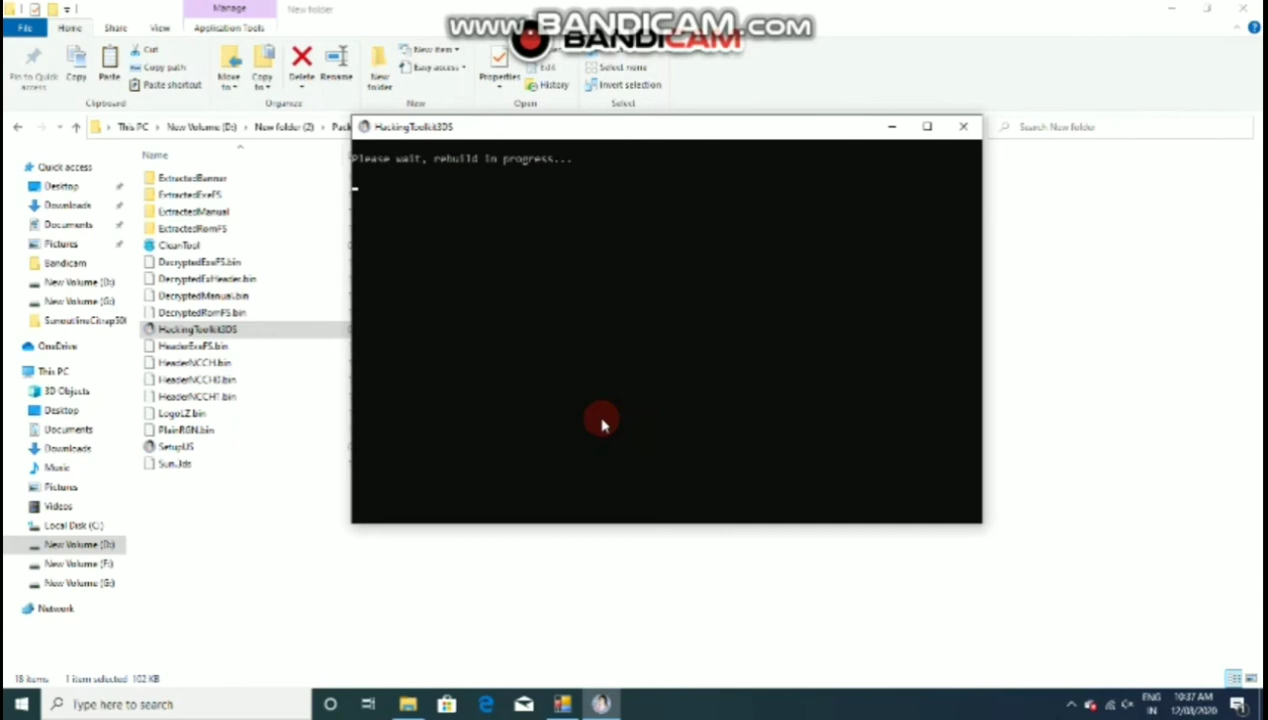 Manage
New folder
www.BANDICAM.com
BANDICAM
File
Home
Share
View
Application Tools
Pin to Quick access
Copy
Paste
Cut
Copy path
Paste shortcut
Move to
Copy to
Delete
Rename
New folder
New item
Easy access
Properties
Edit
History
Select none
Invert selection
Clipboard
Organize
New
Open
Select
This PC
New Volume (D:)
New folder (2)
Pack
Search New folder
HackingToolkit3DS
Please wait, rebuild in progress...
Quick access
Desktop
Downloads
Documents
Pictures
Bandicam
New Volume (D:)
New Volume (G:)
OneDrive
This PC
3D Objects
Desktop
Documents
Downloads
Music
Pictures
Videos
Local Disk (C:)
New Volume (D:)
New Volume (F:)
New Volume (G:)
Network
Name
ExtractedBanner
ExtractedExeFS
ExtractedManual
ExtractedRomFS
CleanTool
DecryptedExeFS.bin
DecryptedExHeader.bin
DecryptedManual.bin
DecryptedRomFS.bin
HackingToolkit3DS
HeaderExeFS.bin
HeaderNCCH.bin
HeaderNCCH0.bin
HeaderNCCH1.bin
LogoLZ.bin
PlainRGN.bin
SetupUS
Sun.3ds
18 items
1 item selected 102 KB
Type here to search
ENG
IN
10:37 AM
12/08/2020